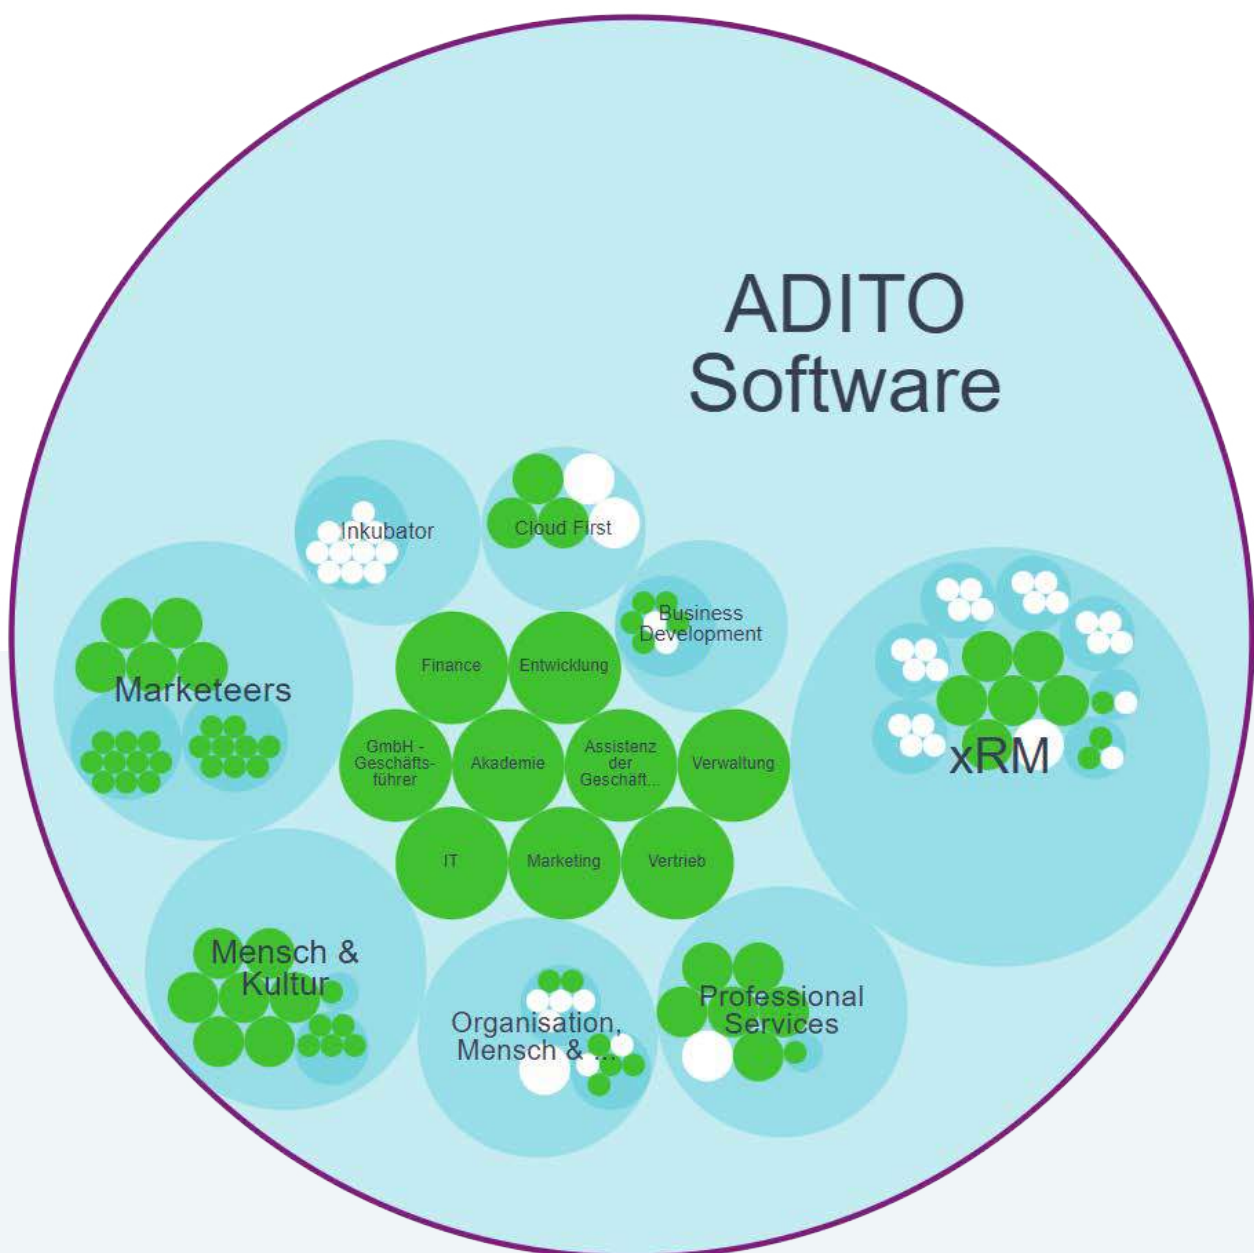 ADITO
Software
Inkubator
Cloud First
Business
Development
Finance
Entwicklung
Marketeers
GmbH -
Geschäfts-
führer
Akademie
Assistenz
der
Geschäft...
Verwaltung
xRM
IT
Marketing
Vertrieb
Mensch &
Kultur
Organisation,
Mensch & ...
Professional
Services